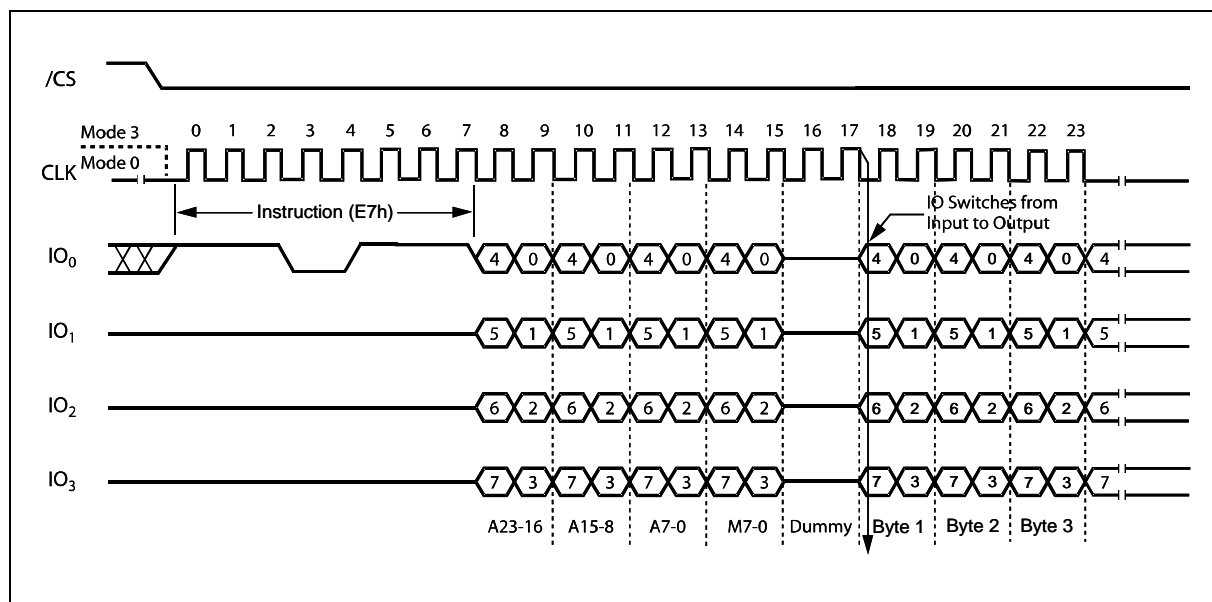 /CS
0 1 2 3 4 5 6 7 8 9 10 11 12 13 14 15 16 17 18 19 20 21 22 23
Mode 3
Mode 0
CLK
Instruction (E7h)
IO Switches from
Input to Output
IO0 4 0 4 0 4 0 4 0 4 0 4 0 4 0 4
IO1 5 1 5 1 5 1 5 1 5 1 5 1 5 1 5
IO2 6 2 6 2 6 2 6 2 6 2 6 2 6 2 6
IO3 7 3 7 3 7 3 7 3 7 3 7 3 7 3 7
A23-16 A15-8 A7-0 M7-0 Dummy Byte 1 Byte 2 Byte 3